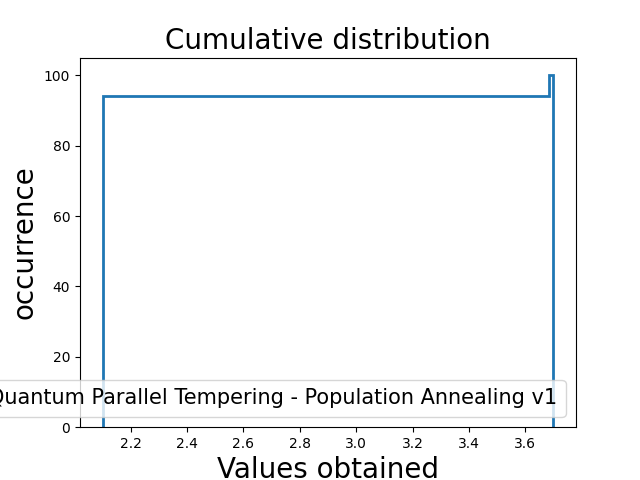 Cumulative distribution
occurrence
100
80
60
40
20
0
Quantum Parallel Tempering - Population Annealing v1
2.2 2.4 2.6 2.8 3.0 3.2 3.4 3.6
Values obtained